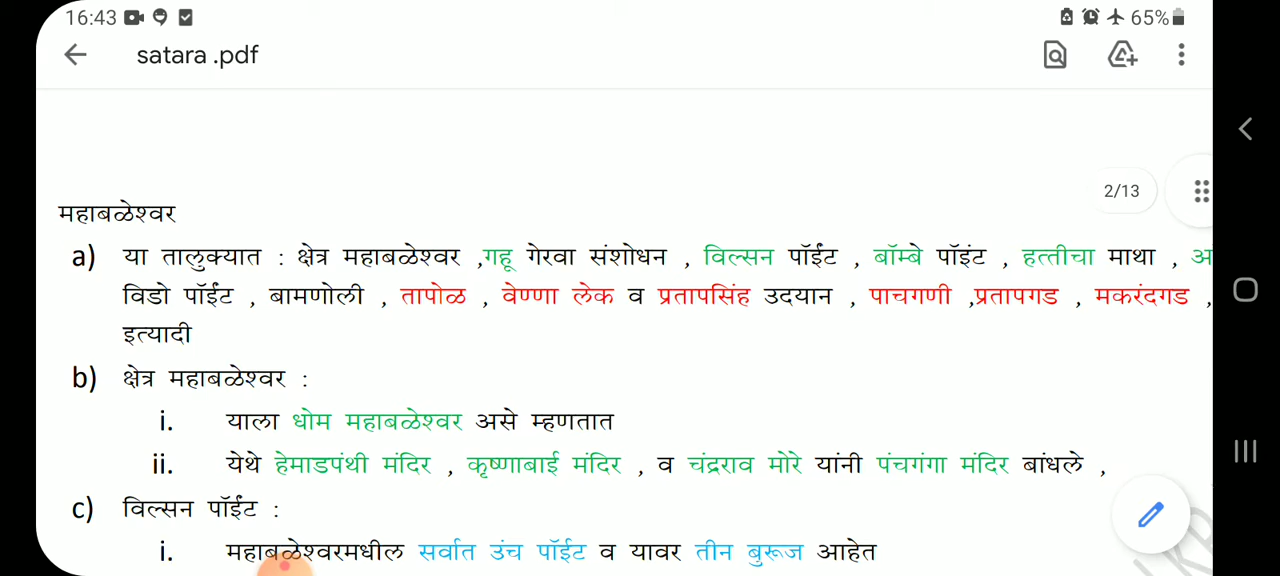 16:43 65%
satara .pdf
2/13
महाबळेश्वर
a) या तालुक्यात : क्षेत्र महाबळेश्वर ,गहू गेरवा संशोधन , विल्सन पॉईंट , बॉम्बे पॉइंट , हत्तीचा माथा ,
विडो पॉईंट , बामणोली , तापोळ , वेण्णा लेक व प्रतापसिंह उदयान , पाचगणी ,प्रतापगड , मकरंदगड ,
इत्यादी
b) क्षेत्र महाबळेश्वर :
i. याला धोम महाबळेश्वर असे म्हणतात
ii. येथे हेमाडपंथी मंदिर , कृष्णाबाई मंदिर , व चंद्रराव मोरे यांनी पंचगंगा मंदिर बांधले ,
c) विल्सन पॉईंट :
i. महाबळेश्वरमधील सर्वात उंच पॉईट व यावर तीन बुरूज आहेत